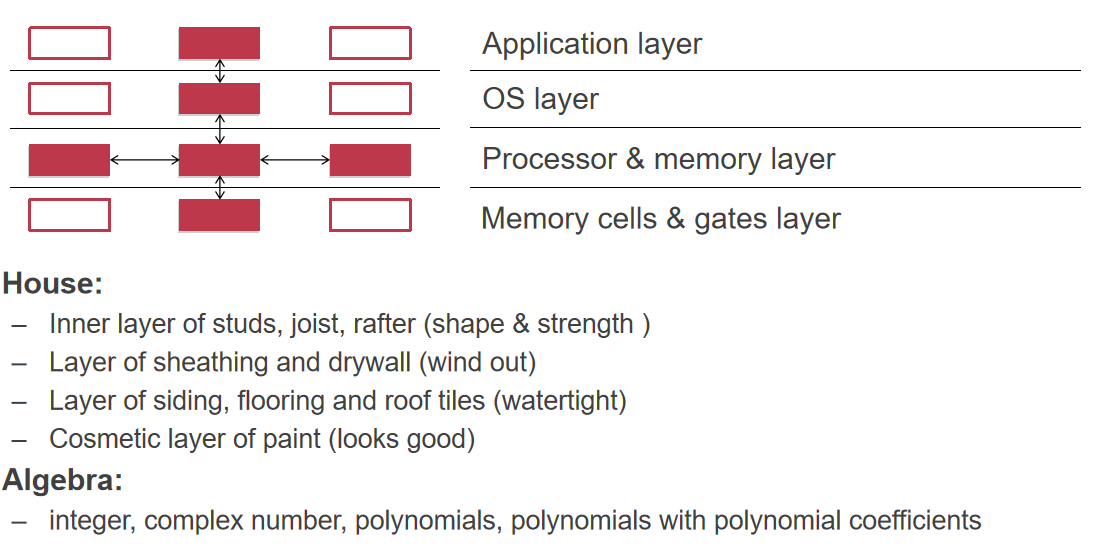 Application layer
OS layer
Processor & memory layer
Memory cells & gates layer
House:
– Inner layer of studs, joist, rafter (shape & strength )
– Layer of sheathing and drywall (wind out)
– Layer of siding, flooring and roof tiles (watertight)
– Cosmetic layer of paint (looks good)
Algebra:
– integer, complex number, polynomials, polynomials with polynomial coefficients